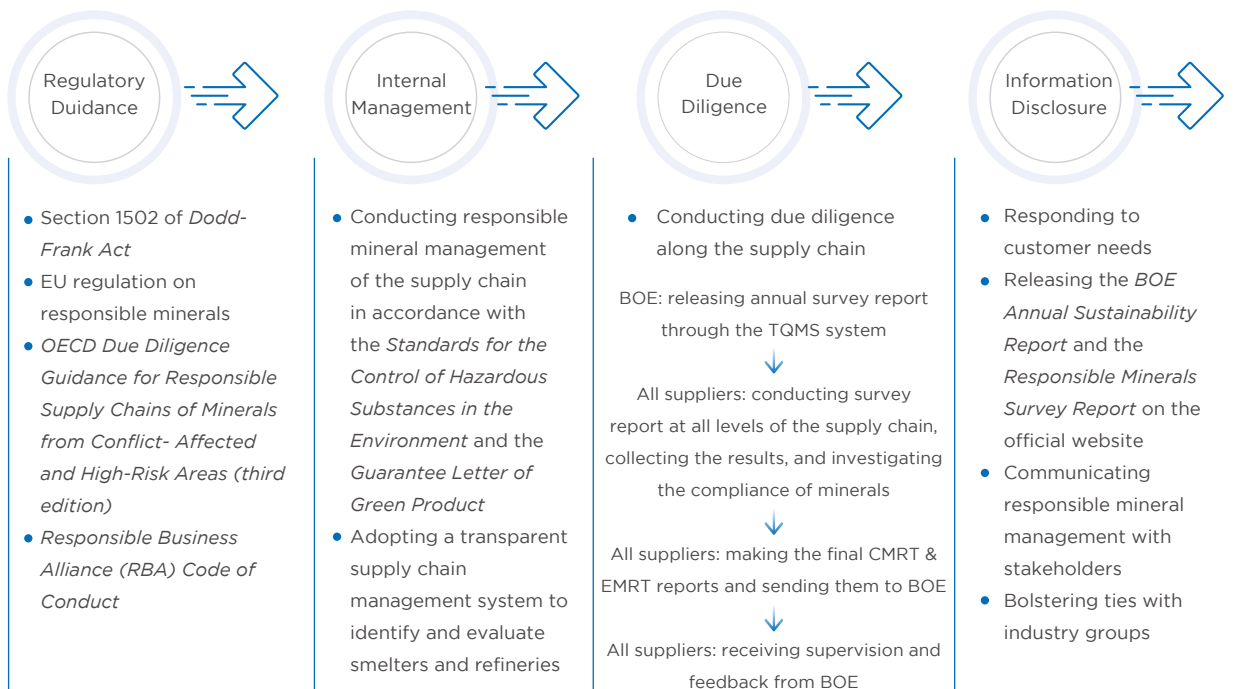 Regulatory
Duidance
Internal
Management
Due
Diligence
Information
Disclosure
Section 1502 of Dodd-
Frank Act
EU regulation on
responsible minerals
OECD Due Diligence
Guidance for Responsible
Supply Chains of Minerals
from Conflict- Affected
and High-Risk Areas (third
edition)
Responsible Business
Alliance (RBA) Code of
Conduct
Conducting responsible
mineral management
of the supply chain
in accordance with
the Standards for the
Control of Hazardous
Substances in the
Environment and the
Guarantee Letter of
Green Product
Adopting a transparent
supply chain
management system to
identify and evaluate
smelters and refineries
Conducting due diligence
along the supply chain
BOE: releasing annual survey report
through the TQMS system
All suppliers: conducting survey
report at all levels of the supply chain,
collecting the results, and investigating
the compliance of minerals
All suppliers: making the final CMRT &
EMRT reports and sending them to BOE
All suppliers: receiving supervision and
feedback from BOE
Responding to
customer needs
Releasing the BOE
Annual Sustainability
Report and the
Responsible Minerals
Survey Report on the
official website
Communicating
responsible mineral
management with
stakeholders
Bolstering ties with
industry groups